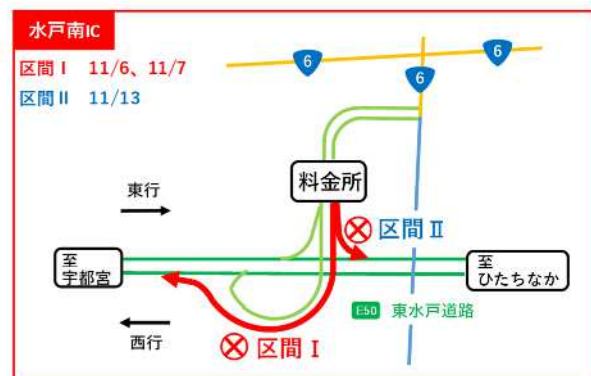 水戸南IC
区間Ⅰ 11/6、11/7
区間Ⅱ 11/13
6
6
6
料金所
東行
区間Ⅱ
至
宇都宮
至
ひたちなか
E50 東水戸道路
西行
区間Ⅰ